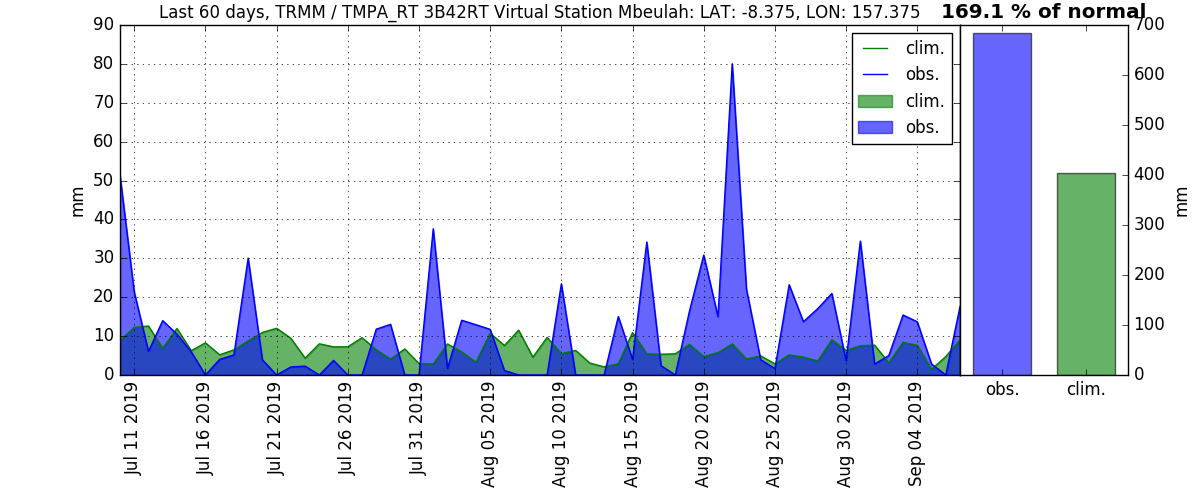 Last 60 days, TRMM / TMPA_RT 3B42RT Virtual Station Mbeulah: LAT: -8.375, LON: 157.375
169.1 % of normal
90
80
70
60
50
40
30
20
10
0
mm
clim.
obs.
clim.
obs.
Jul 11 2019
Jul 16 2019
Jul 21 2019
Jul 26 2019
Jul 31 2019
Aug 05 2019
Aug 10 2019
Aug 15 2019
Aug 20 2019
Aug 25 2019
Aug 30 2019
Sep 04 2019
700
600
500
400
300
200
100
0
mm
obs.
clim.